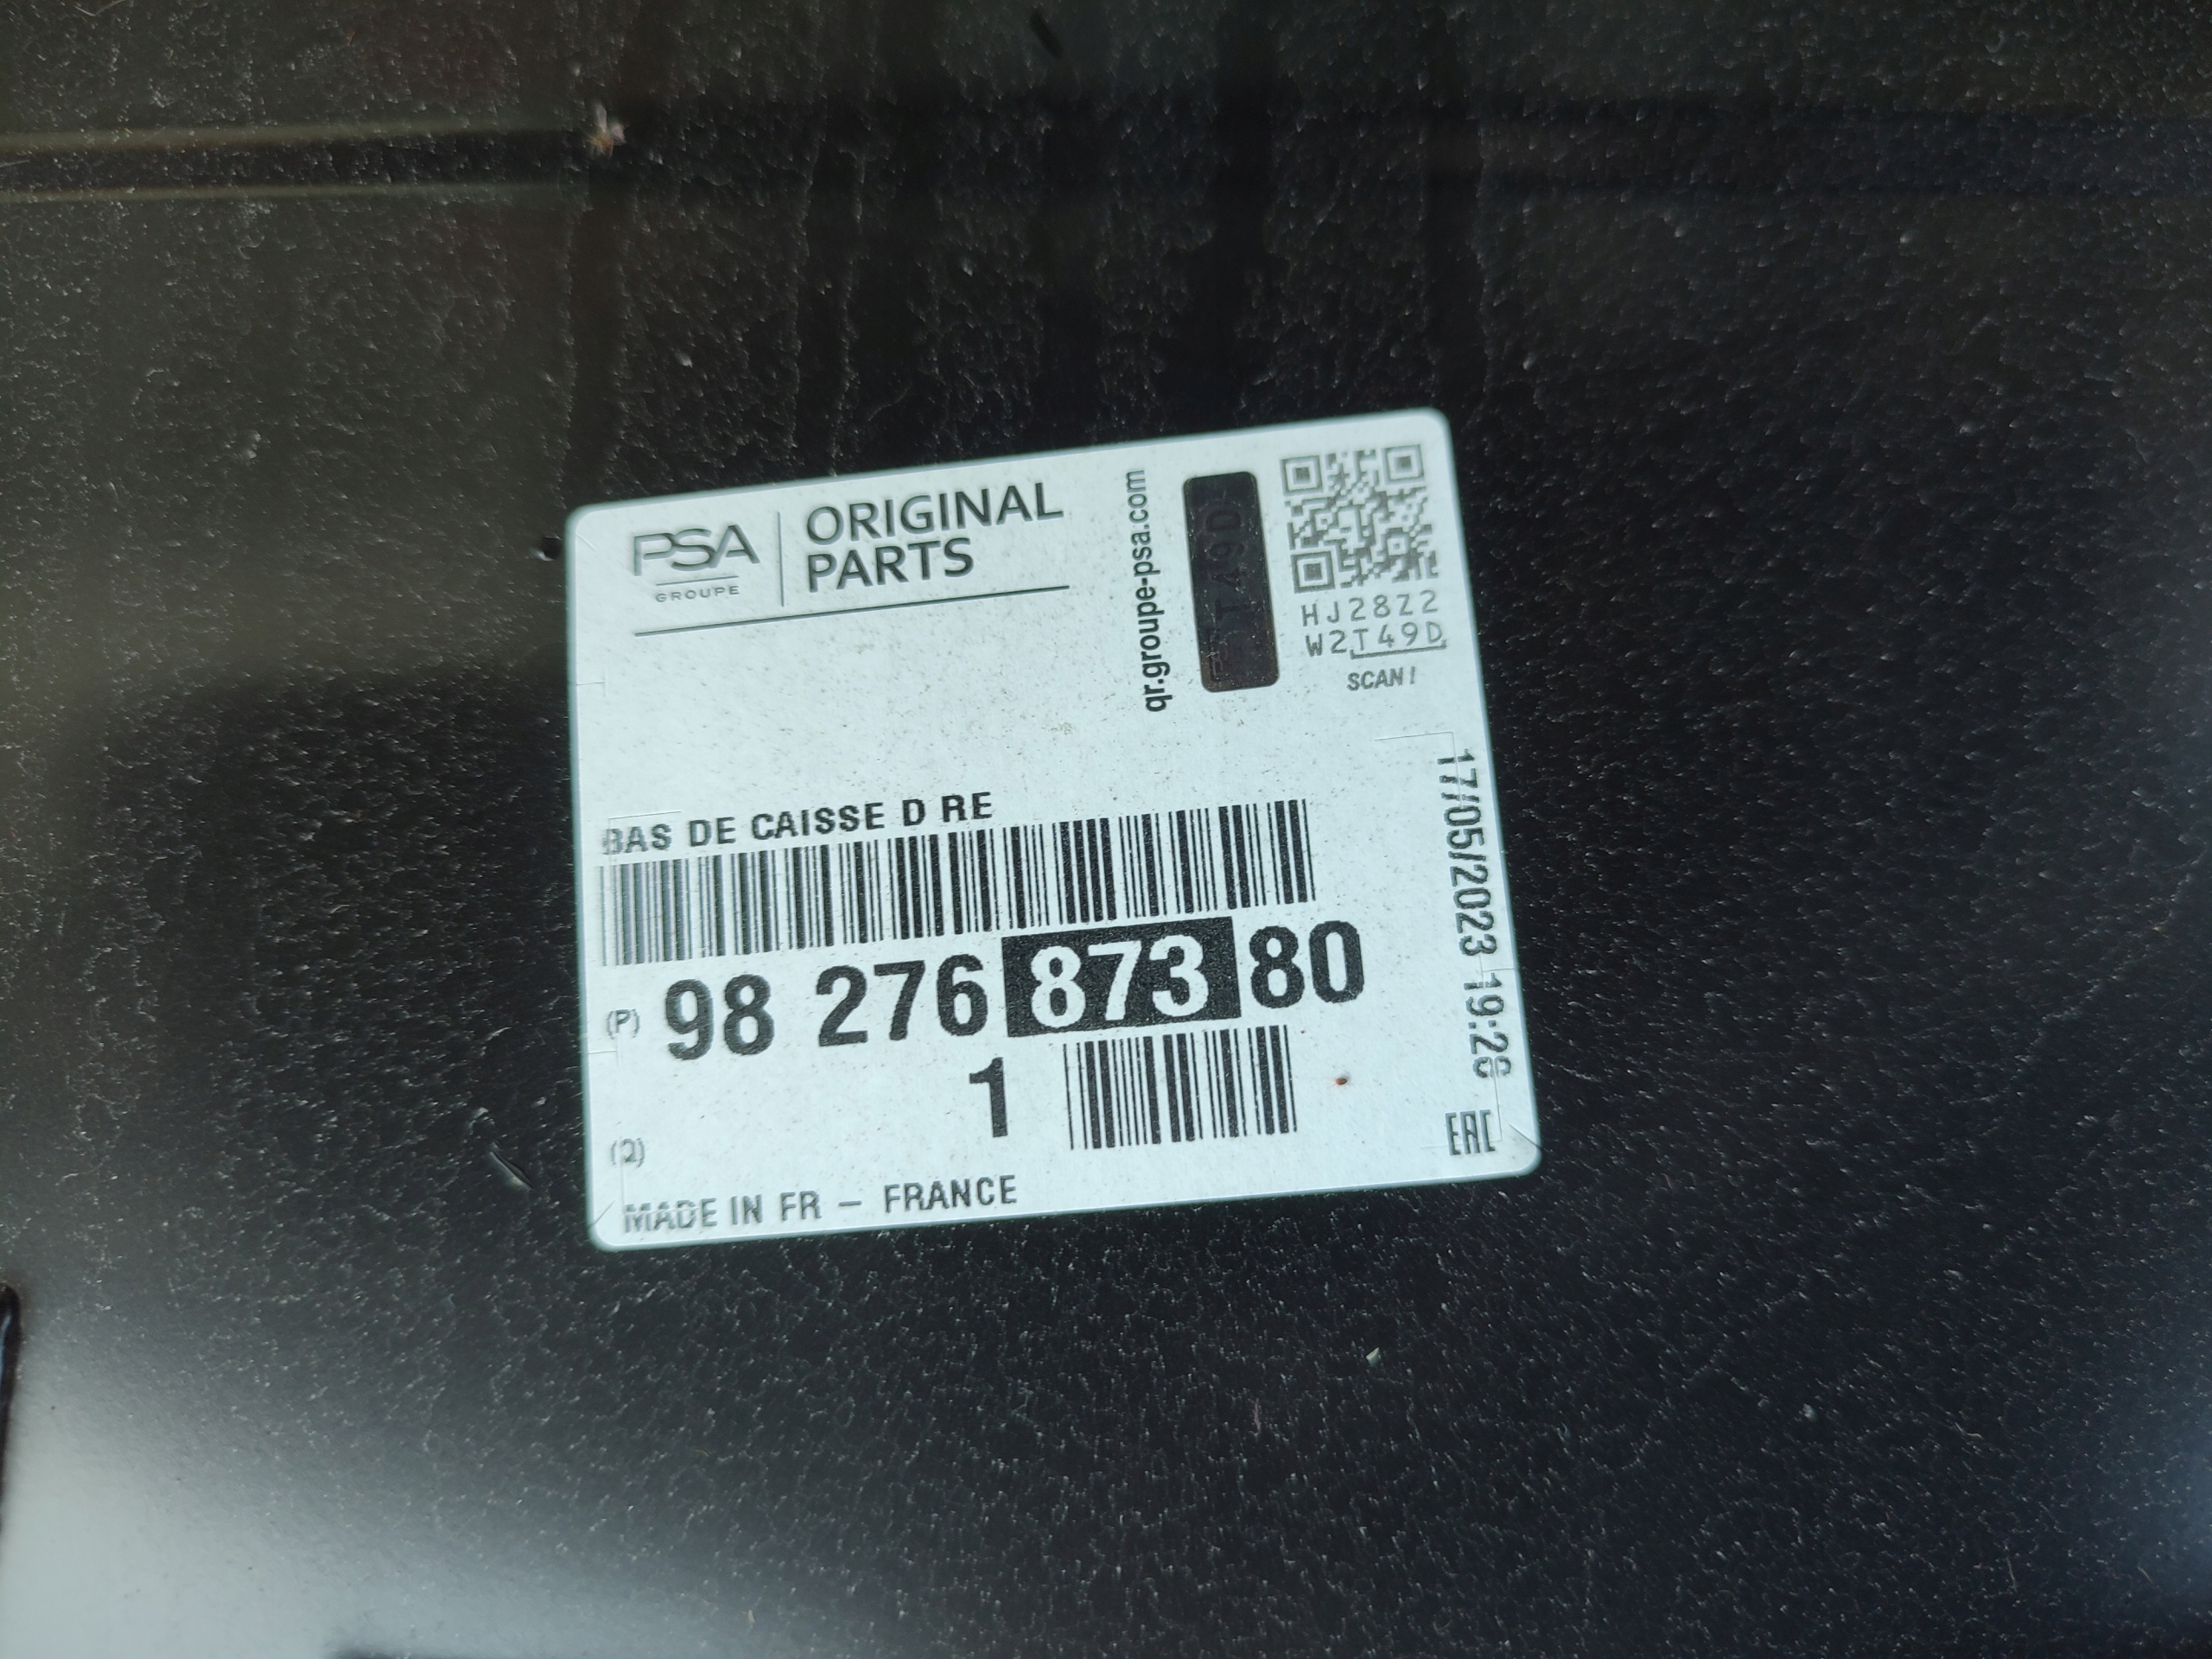 PSA
GROUPE
ORIGINAL
PARTS
qr.groupe-psa.com
HJ28Z2
W2T49D
SCAN!
BAS DE CAISSE D RE
(P) 98 276 873 80
(Q) 1
MADE IN FR - FRANCE
17/05/2023 19:26
EAC